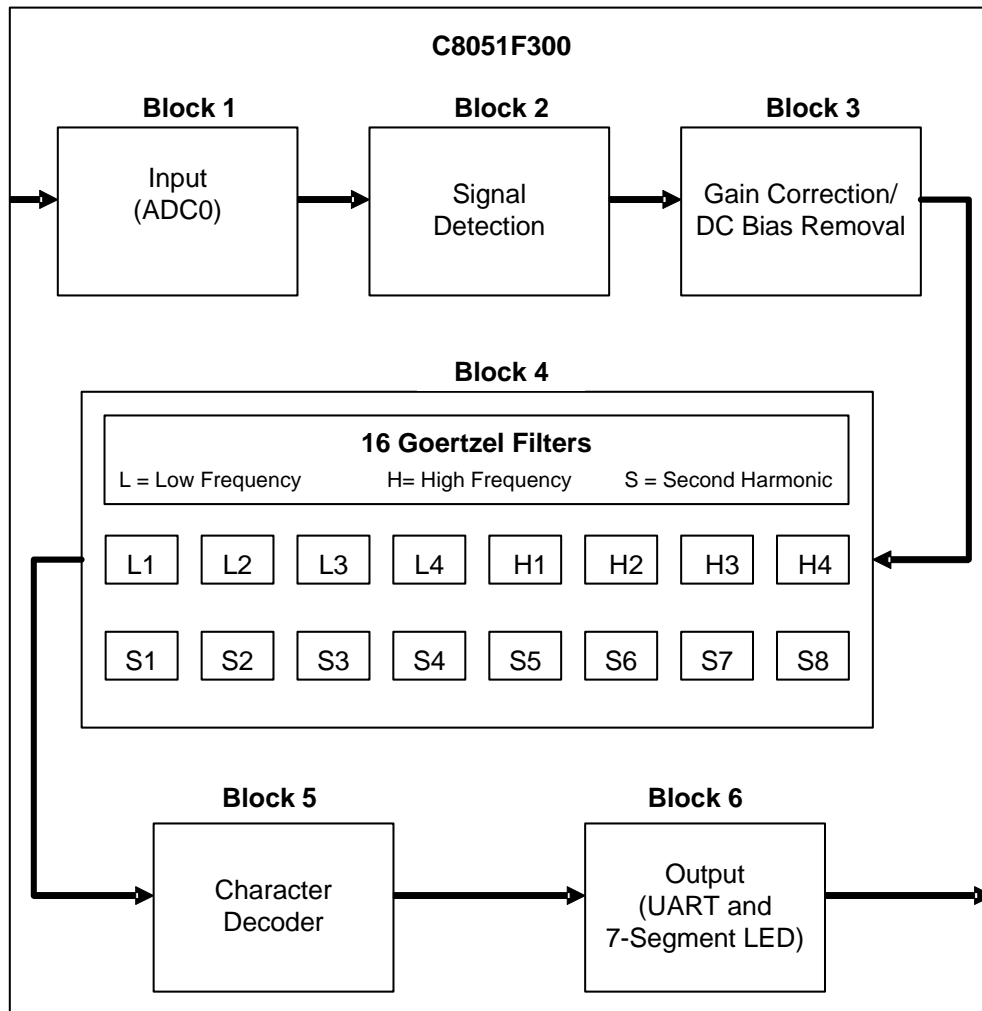 C8051F300
Block 1
Block 2
Block 3
Input
(ADC0)
Signal
Detection
Gain Correction/
DC Bias Removal
Block 4
16 Goertzel Filters
L = Low Frequency H= High Frequency S = Second Harmonic
L1 L2 L3 L4 H1 H2 H3 H4
S1 S2 S3 S4 S5 S6 S7 S8
Block 5
Block 6
Character
Decoder
Output
(UART and
7-Segment LED)